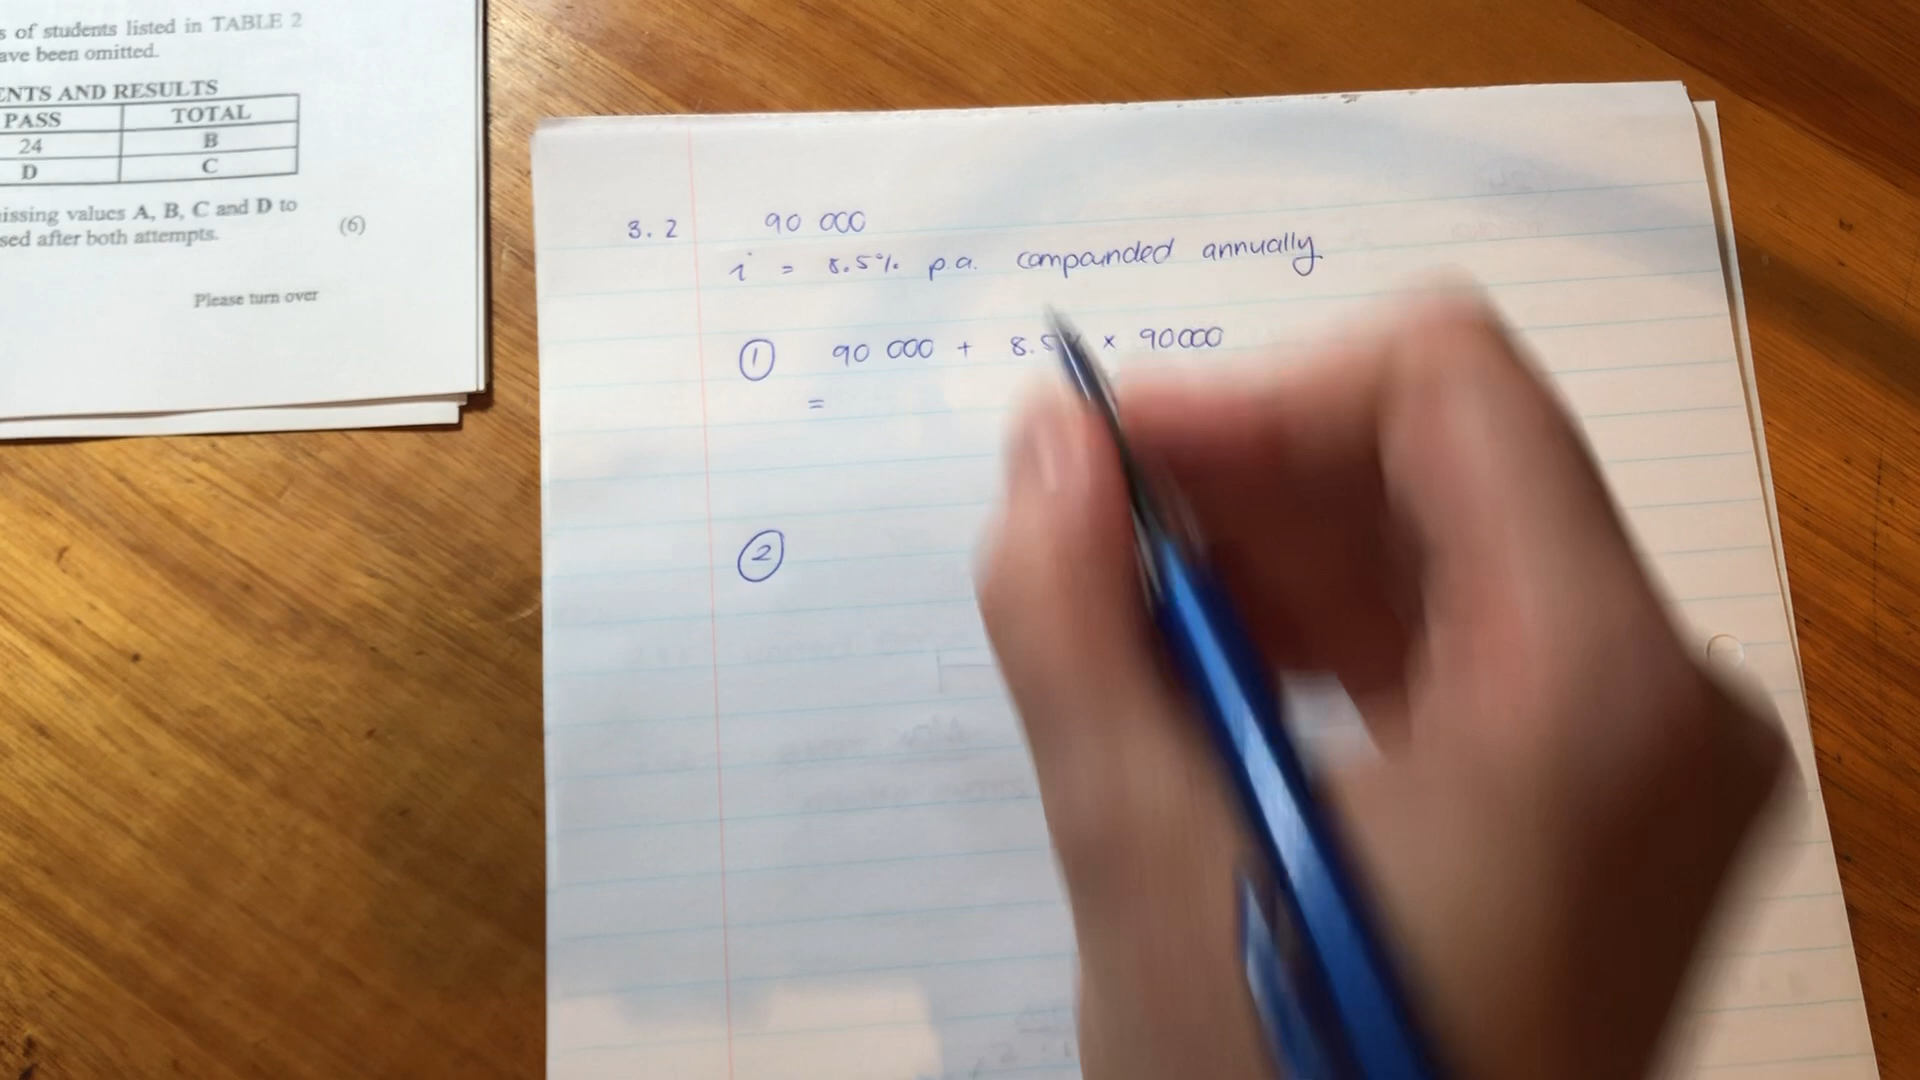 s of students listed in TABLE 2
ave been omitted.
ENTS AND RESULTS
PASS TOTAL
24 B
D C
issing values A, B, C and D to
sed after both attempts. (6)
Please turn over
3.2 90 000
i = 8.5% p.a. compounded annually
① 90 000 + 8.5% × 90000
=
②